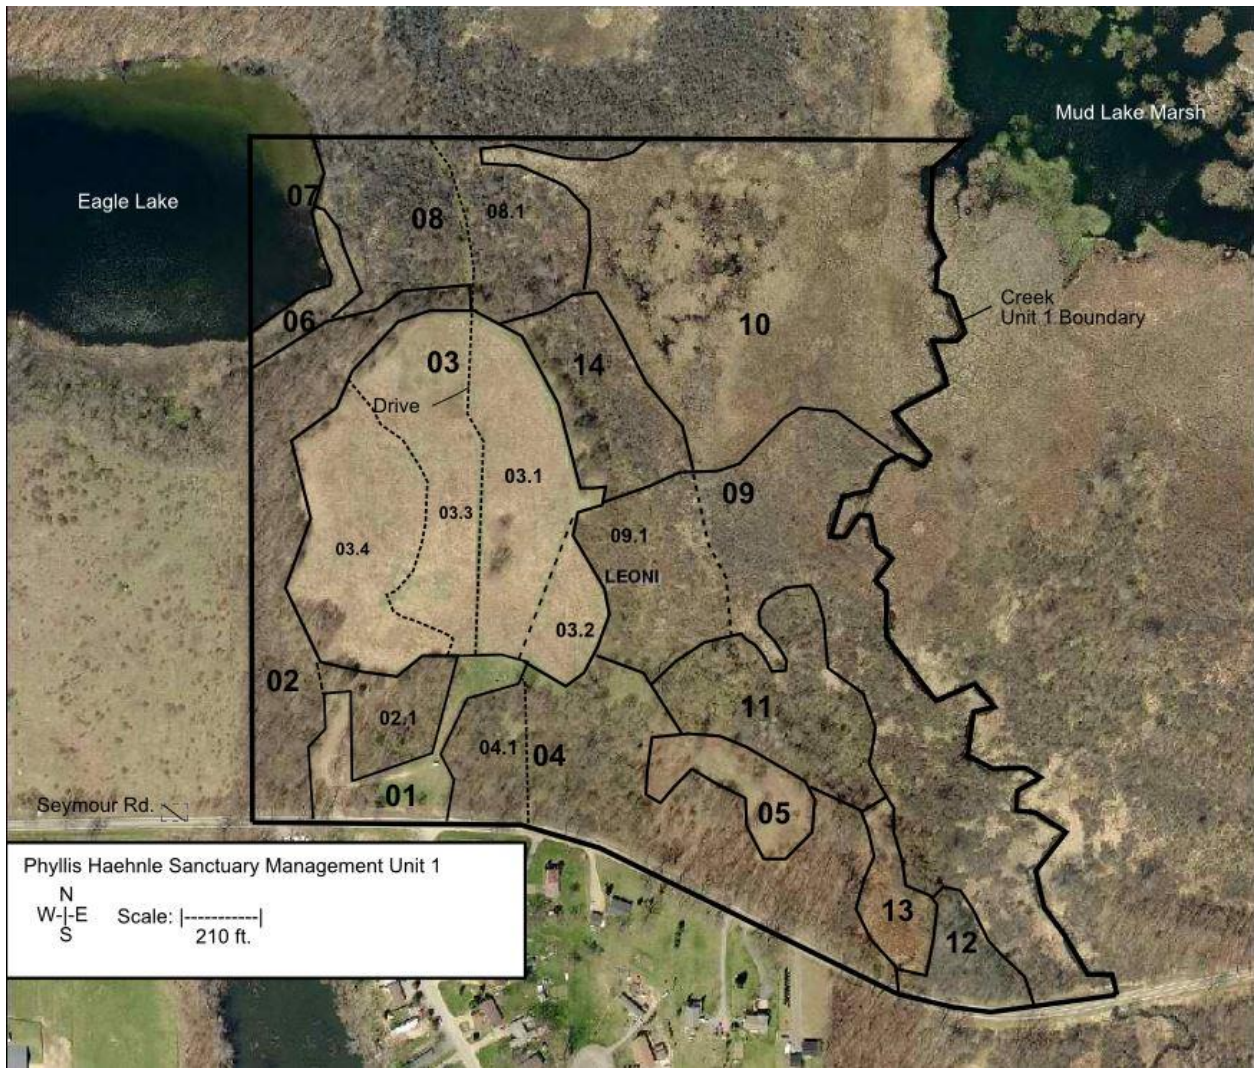 Mud Lake Marsh
Eagle Lake
07
08
08.1
06
10
Creek
Unit 1 Boundary
03
14
Drive
03.1
09
03.3
09.1
03.4
LEONI
03.2
02
02.1
11
04.1
04
01
05
Seymour Rd.
13
12
Phyllis Haehnle Sanctuary Management Unit 1
N
W-|-E
S
Scale: |-----------|
210 ft.